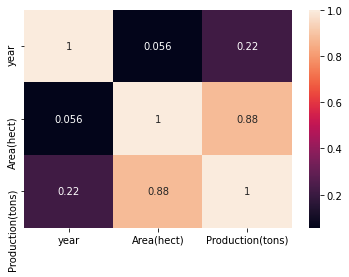 year
1
0.056
0.22
Area(hect)
0.056
1
0.88
Production(tons)
0.22
0.88
1
year
Area(hect)
Production(tons)
1.0
0.8
0.6
0.4
0.2